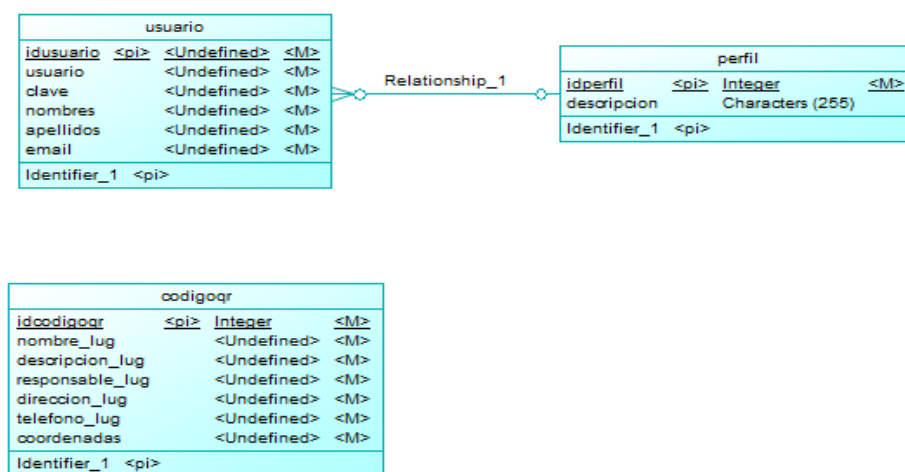 usuario
idusuario <pi> <Undefined> <M>
usuario <Undefined> <M>
clave <Undefined> <M>
nombres <Undefined> <M>
apellidos <Undefined> <M>
email <Undefined> <M>
Identifier_1 <pi>
Relationship_1
perfil
idperfil <pi> Integer <M>
descripcion Characters (255)
Identifier_1 <pi>
codigoqr
idcodigoqr <pi> Integer <M>
nombre_lug <Undefined> <M>
descripcion_lug <Undefined> <M>
responsable_lug <Undefined> <M>
direccion_lug <Undefined> <M>
telefono_lug <Undefined> <M>
coordenadas <Undefined> <M>
Identifier_1 <pi>